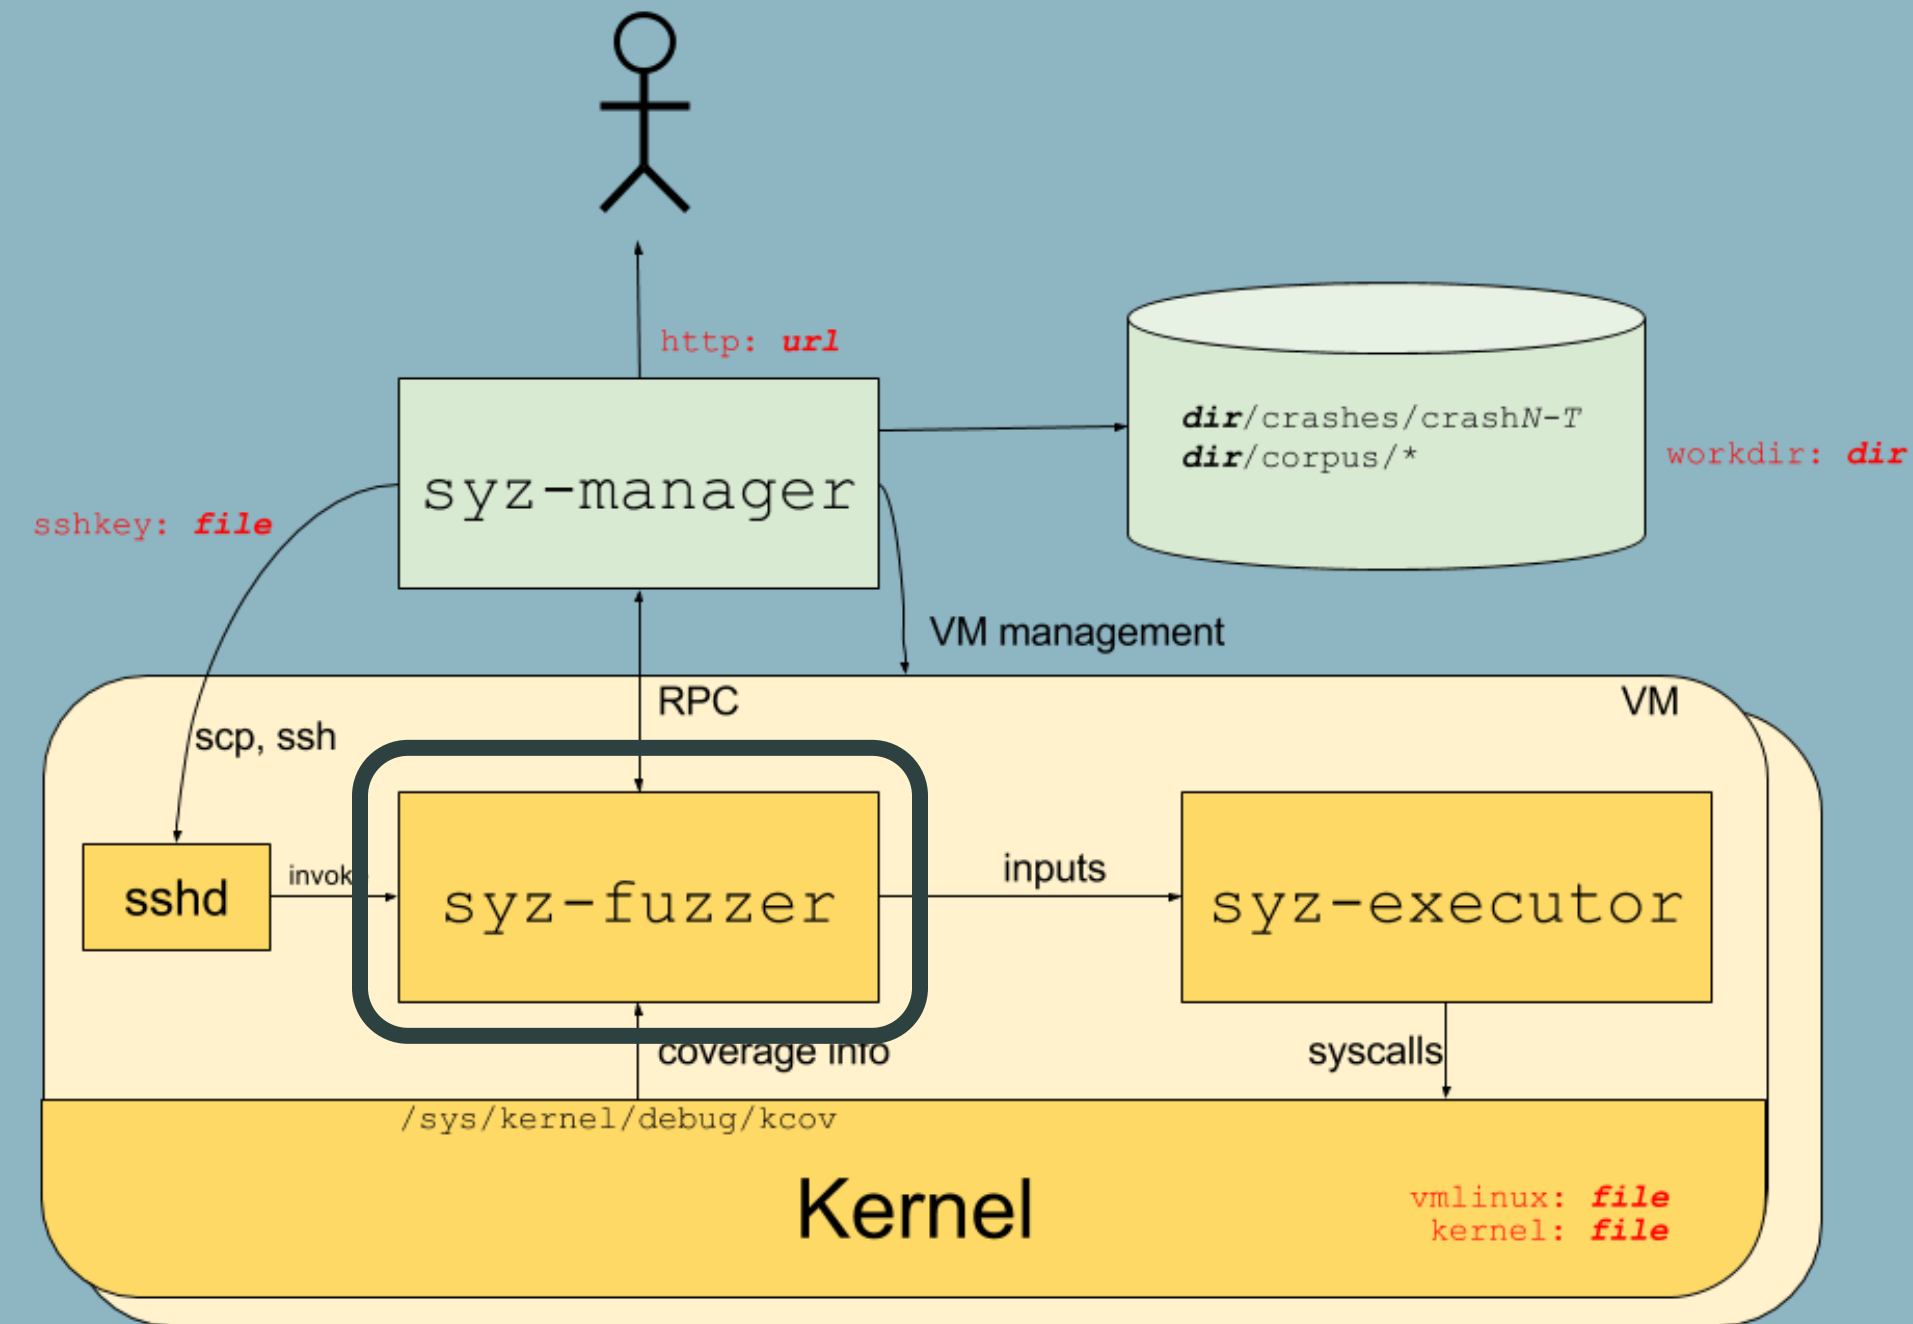 http: url
dir/crashes/crashN-T
dir/corpus/*
workdir: dir
syz-manager
sshkey: file
VM management
RPC
VM
scp, ssh
sshd
invok
syz-fuzzer
inputs
syz-executor
coverage info
syscalls
/sys/kernel/debug/kcov
Kernel
vmlinux: file
kernel: file